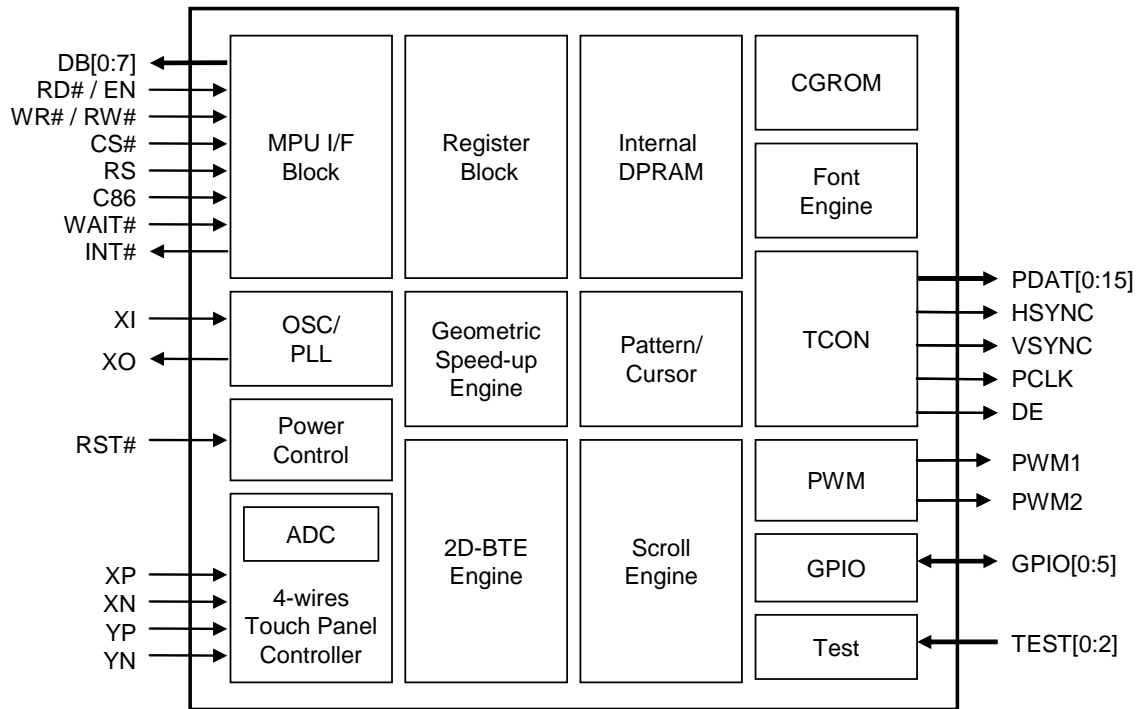 DB[0:7]
RD# / EN
WR# / RW#
CS#
RS
C86
WAIT#
INT#
XI
XO
RST#
XP
XN
YP
YN
MPU I/F
Block
Register
Block
Internal
DPRAM
CGROM
Font
Engine
OSC/
PLL
Geometric
Speed-up
Engine
Pattern/
Cursor
TCON
Power
Control
ADC
4-wires
Touch Panel
Controller
2D-BTE
Engine
Scroll
Engine
PWM
GPIO
Test
PDAT[0:15]
HSYNC
VSYNC
PCLK
DE
PWM1
PWM2
GPIO[0:5]
TEST[0:2]